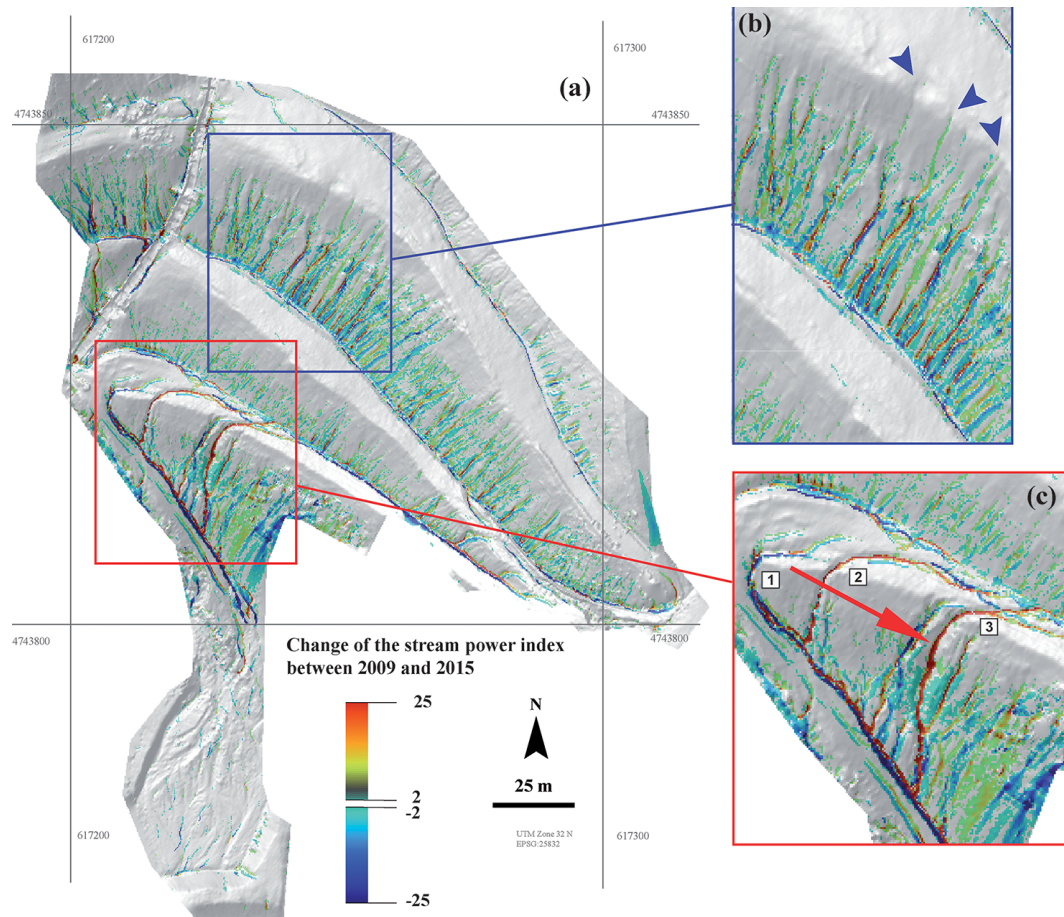 617200
617300
(a)
(b)
4743850
4743850
(c)
1
2
3
4743800
4743800
Change of the stream power index
between 2009 and 2015
25
2
-2
-25
N
25 m
UTM Zone 32 N
EPSG:25832
617200
617300